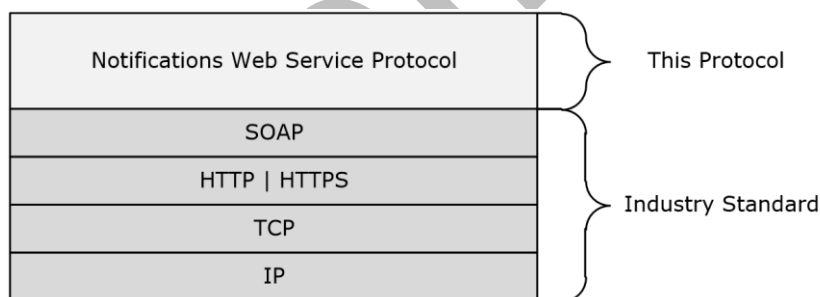 Notifications Web Service Protocol
This Protocol
SOAP
HTTP | HTTPS
TCP
Industry Standard
IP